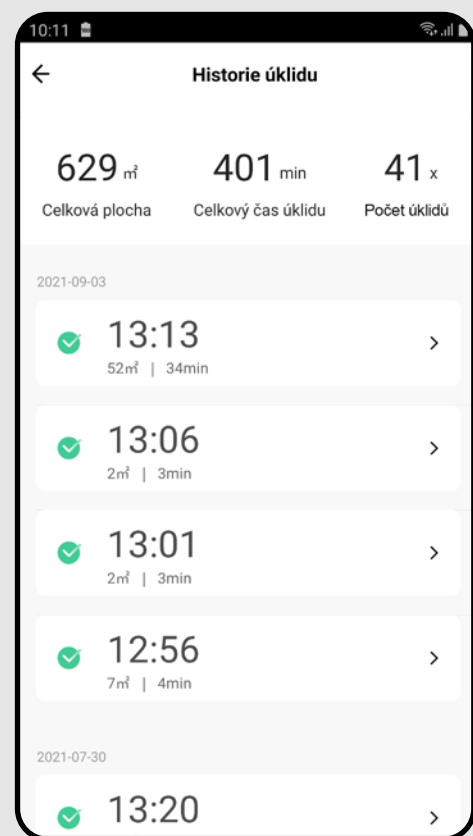 10:11
Historie úklidu
629 ㎡ 401 min 41 x
Celková plocha Celkový čas úklidu Počet úklidů
2021-09-03
13:13
52㎡ | 34min
13:06
2㎡ | 3min
13:01
2㎡ | 3min
12:56
7㎡ | 4min
2021-07-30
13:20